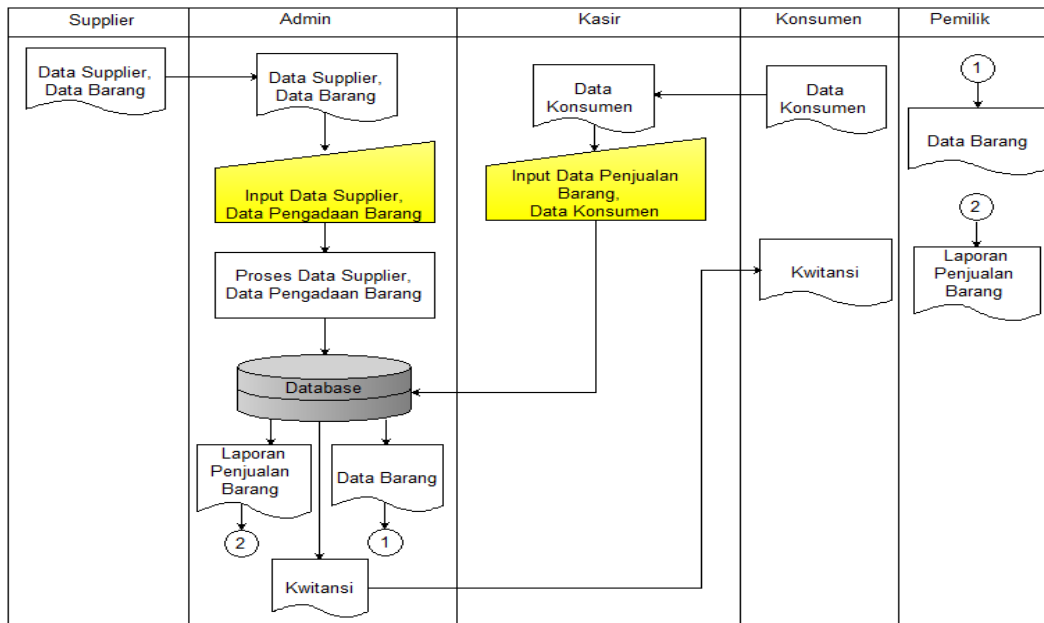 Supplier
Admin
Kasir
Konsumen
Pemilik
Data Supplier,
Data Barang
Data Supplier,
Data Barang
Input Data Supplier,
Data Pengadaan Barang
Proses Data Supplier,
Data Pengadaan Barang
Database
Laporan
Penjualan
Barang
2
Data Barang
1
Kwitansi
Data
Konsumen
Input Data Penjualan
Barang,
Data Konsumen
Data
Konsumen
Kwitansi
1
Data Barang
2
Laporan
Penjualan
Barang